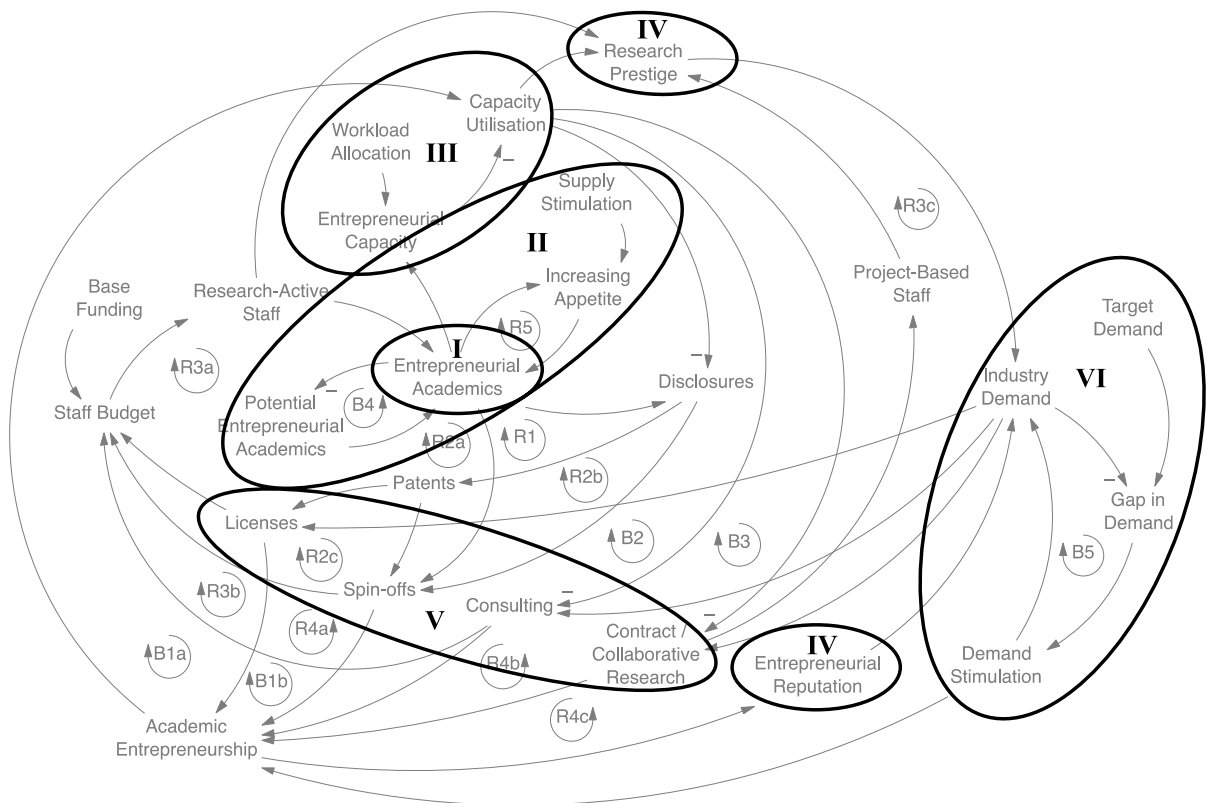 IV
Research
Prestige
Capacity
Utilisation
Workload
Allocation
III
–
Supply
Stimulation
Entrepreneurial
Capacity
II
R3c
Increasing
Appetite
Project-Based
Staff
Base
Funding
Research-Active
Staff
Target
Demand
R5
I
Entrepreneurial
Academics
R3a
–
Disclosures
Industry
Demand
VI
–
B4
Staff Budget
Potential
Entrepreneurial
Academics
R2a
R1
Patents
R2b
–
Gap in
Demand
Licenses
B2
B3
B5
R2c
R3b
Spin-offs
–
Consulting
–
V
R4a
Contract
Collaborative
Research
IV
Entrepreneurial
Reputation
Demand
Stimulation
B1a
B1b
R4b
R4c
Academic
Entrepreneurship